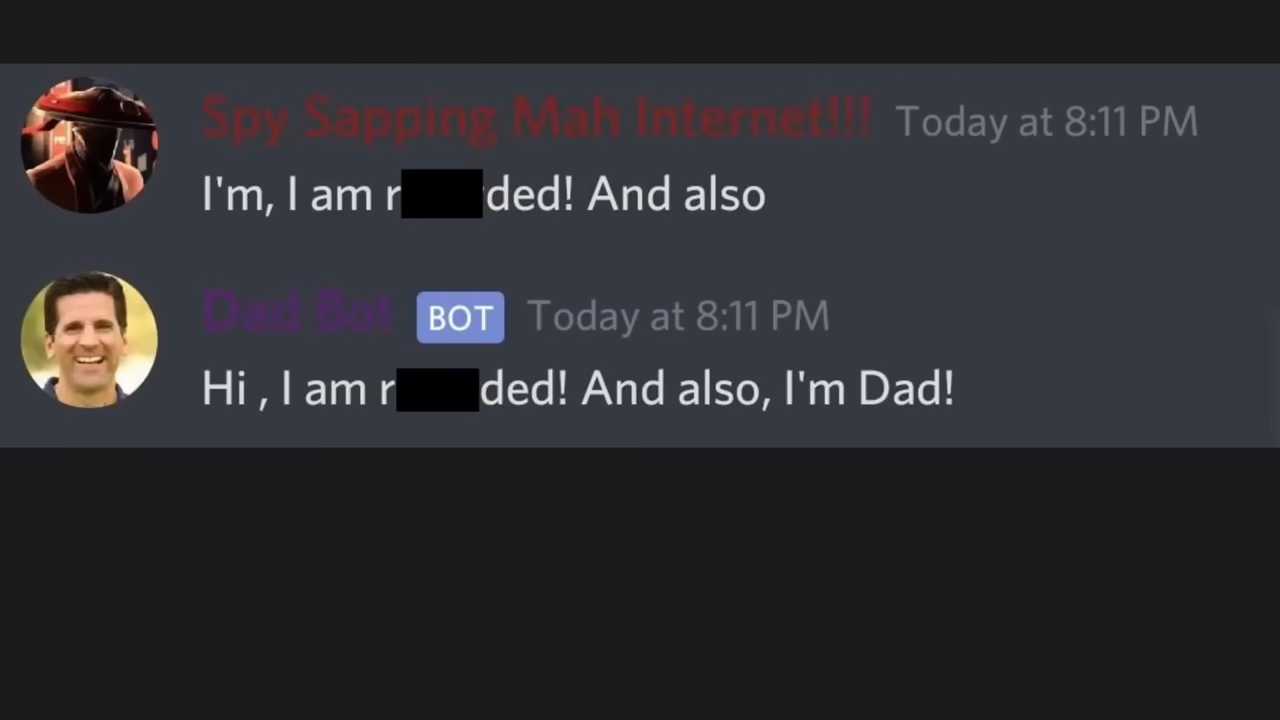 Spy Sapping Mah Internet!!! Today at 8:11 PM
I'm, I am r ded! And also
Dad Bot BOT Today at 8:11 PM
Hi , I am r ded! And also, I'm Dad!